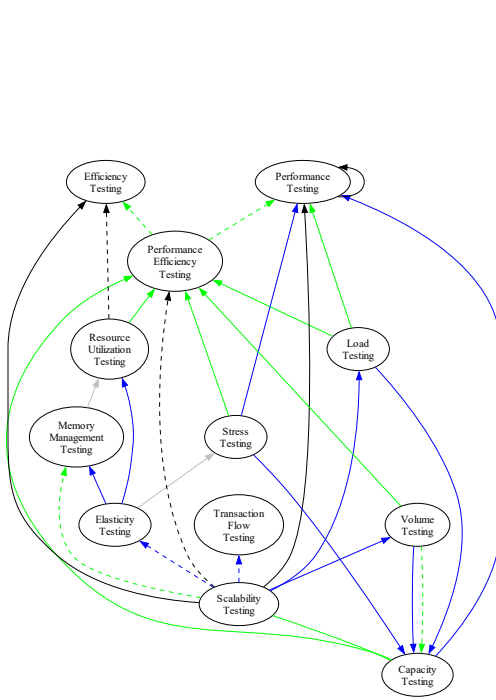 Efficiency
Testing
Performance
Testing
Performance
Efficiency
Testing
Resource
Utilization
Testing
Load
Testing
Memory
Management
Testing
Stress
Testing
Elasticity
Testing
Transaction
Flow
Testing
Volume
Testing
Scalability
Testing
Capacity
Testing